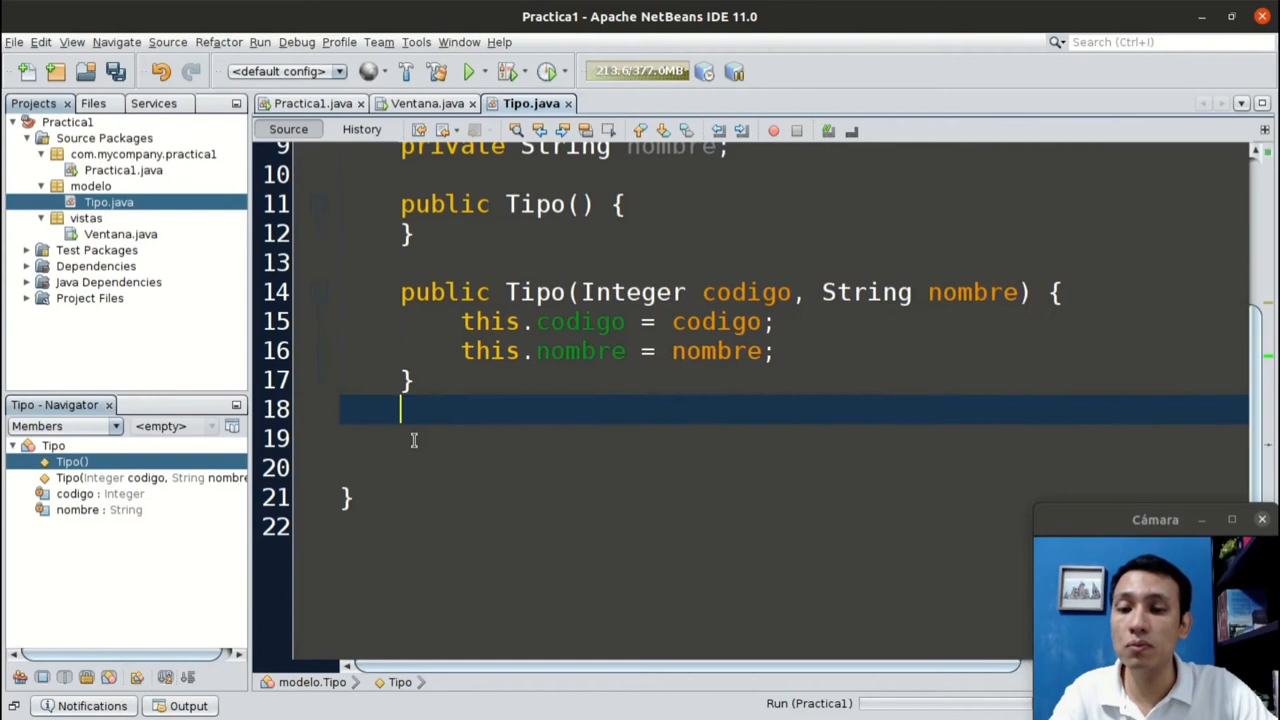 Practica1 - Apache NetBeans IDE 11.0
File Edit View Navigate Source Refactor Run Debug Profile Team Tools Window Help
Search (Ctrl+I)
<default config>
213.6/377.0MB
Projects
Files
Services
Practica1.java
Ventana.java
Tipo.java
Source
History
Practica1
Source Packages
com.mycompany.practica1
Practica1.java
modelo
Tipo.java
vistas
Ventana.java
Test Packages
Dependencies
Java Dependencies
Project Files
Tipo - Navigator
Members
<empty>
Tipo
Tipo()
Tipo(Integer codigo, String nombre
codigo : Integer
nombre : String
9 private String nombre;
10
11 public Tipo() {
12 }
13
14 public Tipo(Integer codigo, String nombre) {
15 this.codigo = codigo;
16 this.nombre = nombre;
17 }
18
19
20
21 }
22
Cámara
modelo.Tipo
Tipo
Notifications
Output
Run (Practica1)